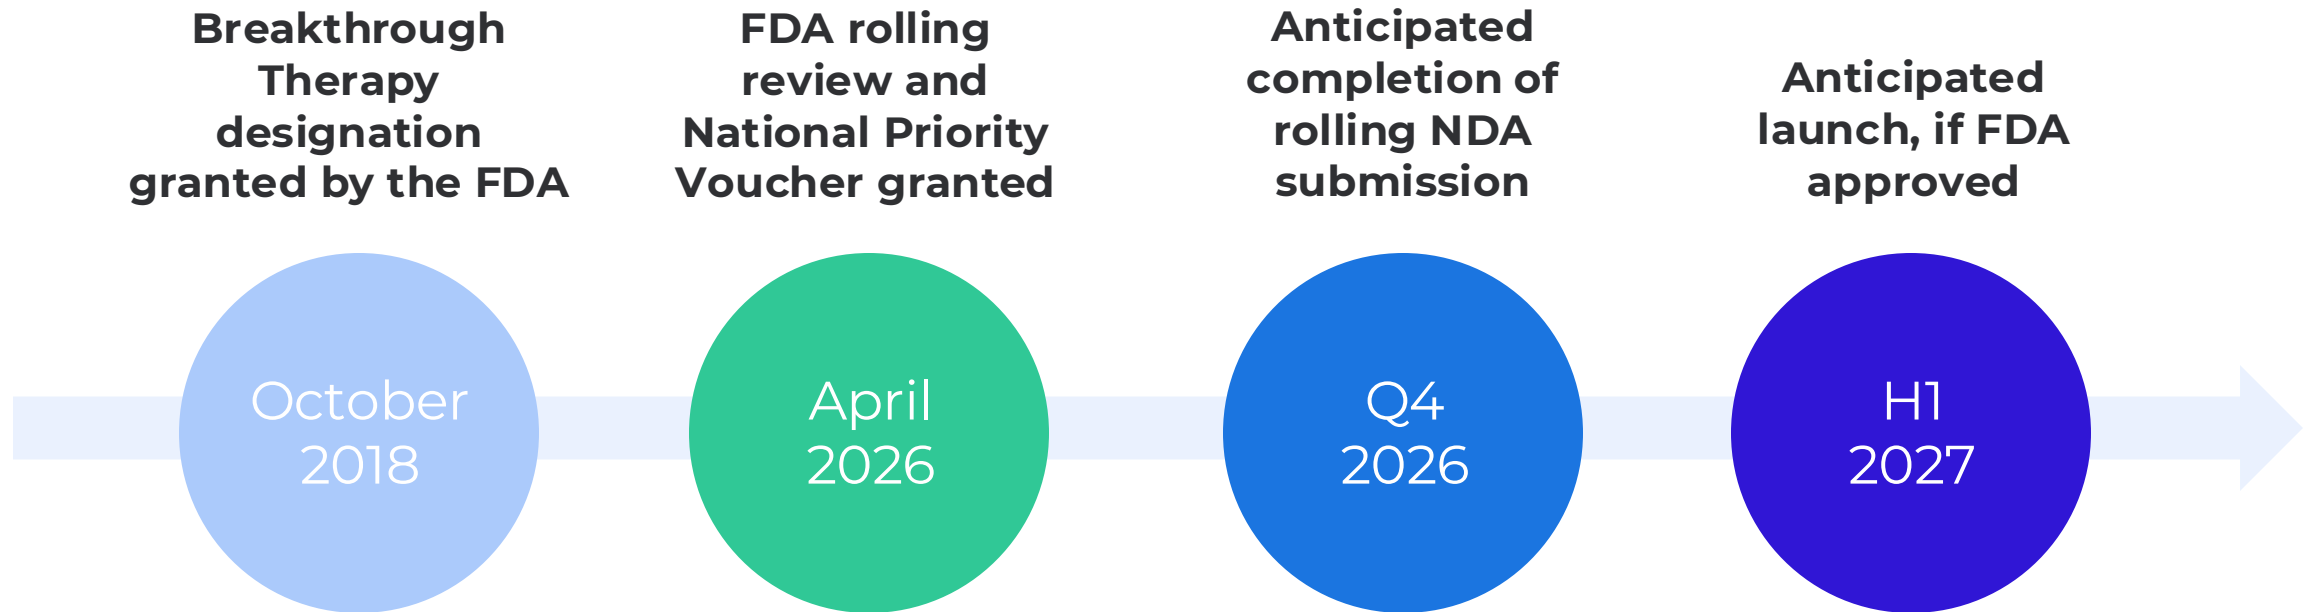 Breakthrough
Therapy
designation
granted by the FDA
October
2018
FDA rolling
review and
National Priority
Voucher granted
April
2026
Anticipated
completion of
rolling NDA
submission
Q4
2026
Anticipated
launch, if FDA
approved
H1
2027